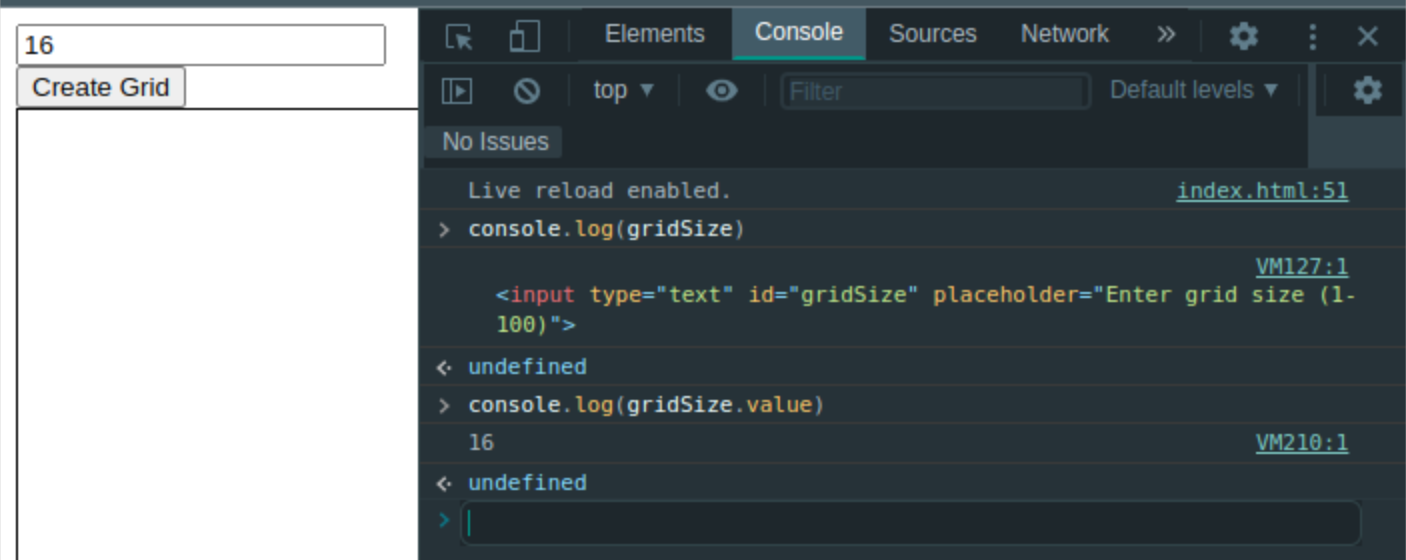 16
Create Grid
Elements Console Sources Network »
top ▼ Filter Default levels ▼
No Issues
Live reload enabled. index.html:51
> console.log(gridSize)
VM127:1
<input type="text" id="gridSize" placeholder="Enter grid size (1-
100)">
undefined
> console.log(gridSize.value)
16 VM210:1
undefined
>